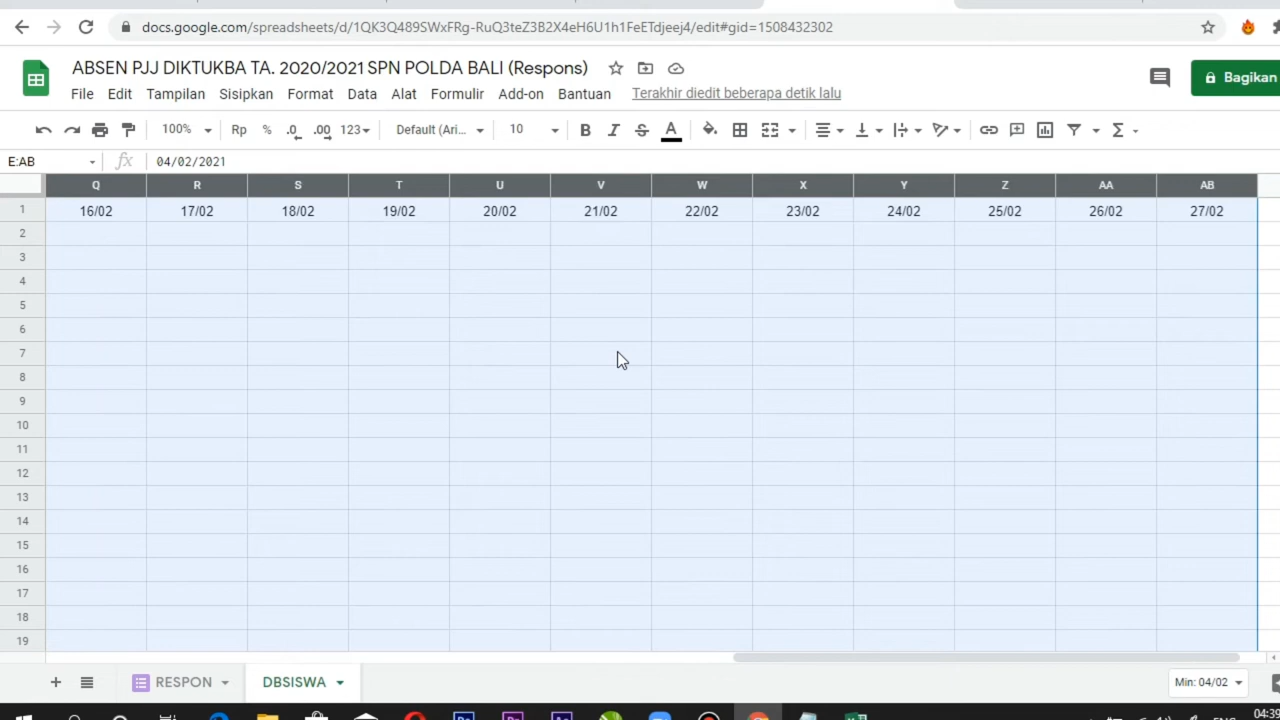 docs.google.com/spreadsheets/d/1QK3Q489SWxFRg-RuQ3teZ3B2X4eH6U1h1FeETdjeej4/edit#gid=1508432302
ABSEN PJJ DIKTUKBA TA. 2020/2021 SPN POLDA BALI (Respons)
Bagikan
File Edit Tampilan Sisipkan Format Data Alat Formulir Add-on Bantuan Terakhir diedit beberapa detik lalu
100% Rp % .0 .00 123 Default (Ari... 10 B I S A Σ
E:AB fx 04/02/2021
Q R S T U V W X Y Z AA AB
1 16/02 17/02 18/02 19/02 20/02 21/02 22/02 23/02 24/02 25/02 26/02 27/02
2
3
4
5
6
7
8
9
10
11
12
13
14
15
16
17
18
19
+ RESPON DBSISWA Min: 04/02
04:39